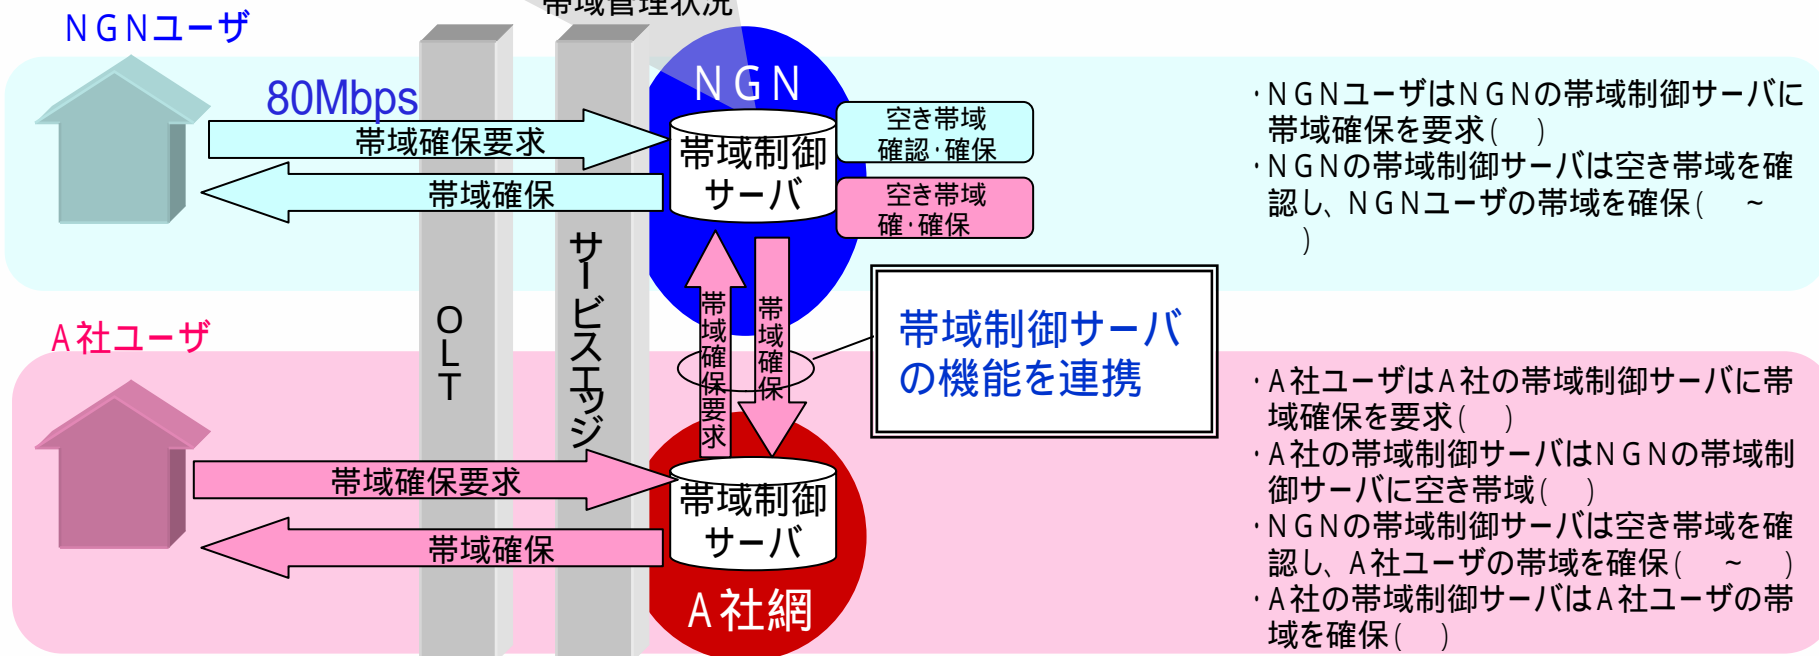 帯域管理状況
NGNユーザ
80Mbps
帯域確保要求
帯域確保
NGN
帯域制御
サーバ
空き帯域
確認・確保
空き帯域
確・確保
・NGNユーザはNGNの帯域制御サーバに
帯域確保を要求( )
・NGNの帯域制御サーバは空き帯域を確
認し、NGNユーザの帯域を確保( ~
)
OLT
サービスエッジ
帯域確保要求
帯域確保
帯域制御サーバ
の機能を連携
A社ユーザ
帯域確保要求
帯域確保
帯域制御
サーバ
A社網
・A社ユーザはA社の帯域制御サーバに帯
域確保を要求( )
・A社の帯域制御サーバはNGNの帯域制
御サーバに空き帯域( )
・NGNの帯域制御サーバは空き帯域を確
認し、A社ユーザの帯域を確保( ~ )
・A社の帯域制御サーバはA社ユーザの帯
域を確保( )